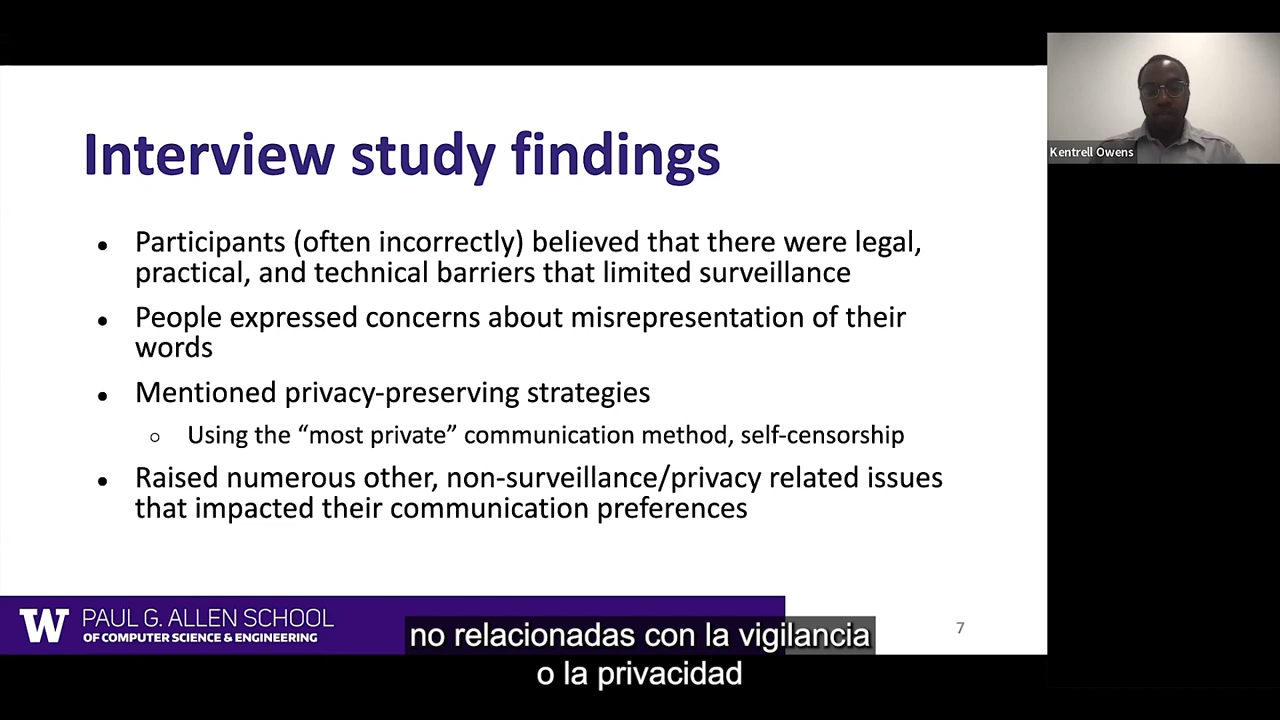 Interview study findings
• Participants (often incorrectly) believed that there were legal,
practical, and technical barriers that limited surveillance
• People expressed concerns about misrepresentation of their
words
• Mentioned privacy-preserving strategies
○ Using the “most private” communication method, self-censorship
• Raised numerous other, non-surveillance/privacy related issues
that impacted their communication preferences
Kentrell Owens
W PAUL G. ALLEN SCHOOL
OF COMPUTER SCIENCE & ENGINEERING
7
no relacionadas con la vigilancia
o la privacidad